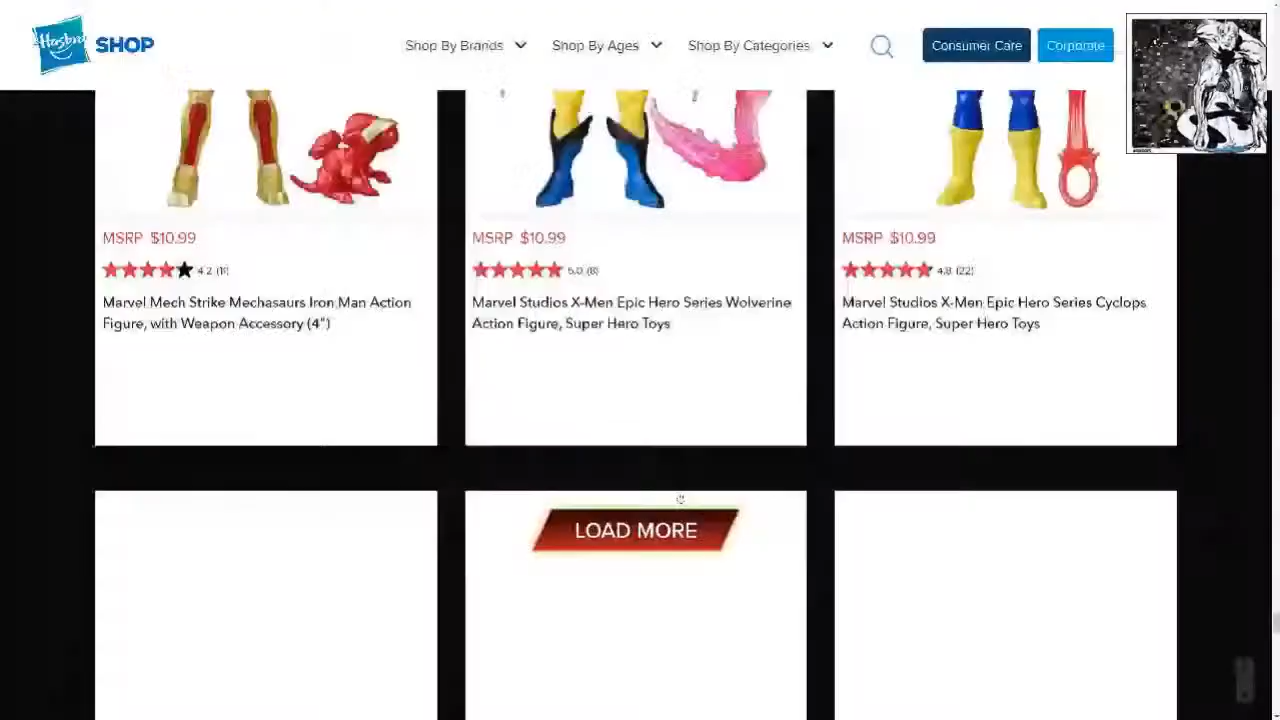 Hasbro
SHOP
Shop By Brands
Shop By Ages
Shop By Categories
Consumer Care
Corporate
MSRP $10.99
4.2 (11)
Marvel Mech Strike Mechasaurs Iron Man Action
Figure, with Weapon Accessory (4")
MSRP $10.99
5.0 (8)
Marvel Studios X-Men Epic Hero Series Wolverine
Action Figure, Super Hero Toys
MSRP $10.99
4.8 (22)
Marvel Studios X-Men Epic Hero Series Cyclops
Action Figure, Super Hero Toys
LOAD MORE